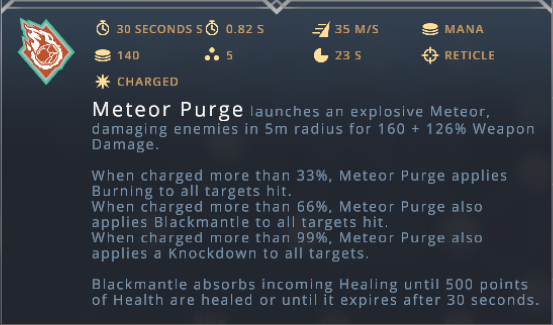 30 SECONDS S 0.82 S 35 M/S MANA
140 5 23 S RETICLE
CHARGED
Meteor Purge launches an explosive Meteor,
damaging enemies in 5m radius for 160 + 126% Weapon
Damage.
When charged more than 33%, Meteor Purge applies
Burning to all targets hit.
When charged more than 66%, Meteor Purge also
applies Blackmantle to all targets hit.
When charged more than 99%, Meteor Purge also
applies a Knockdown to all targets.
Blackmantle absorbs incoming Healing until 500 points
of Health are healed or until it expires after 30 seconds.